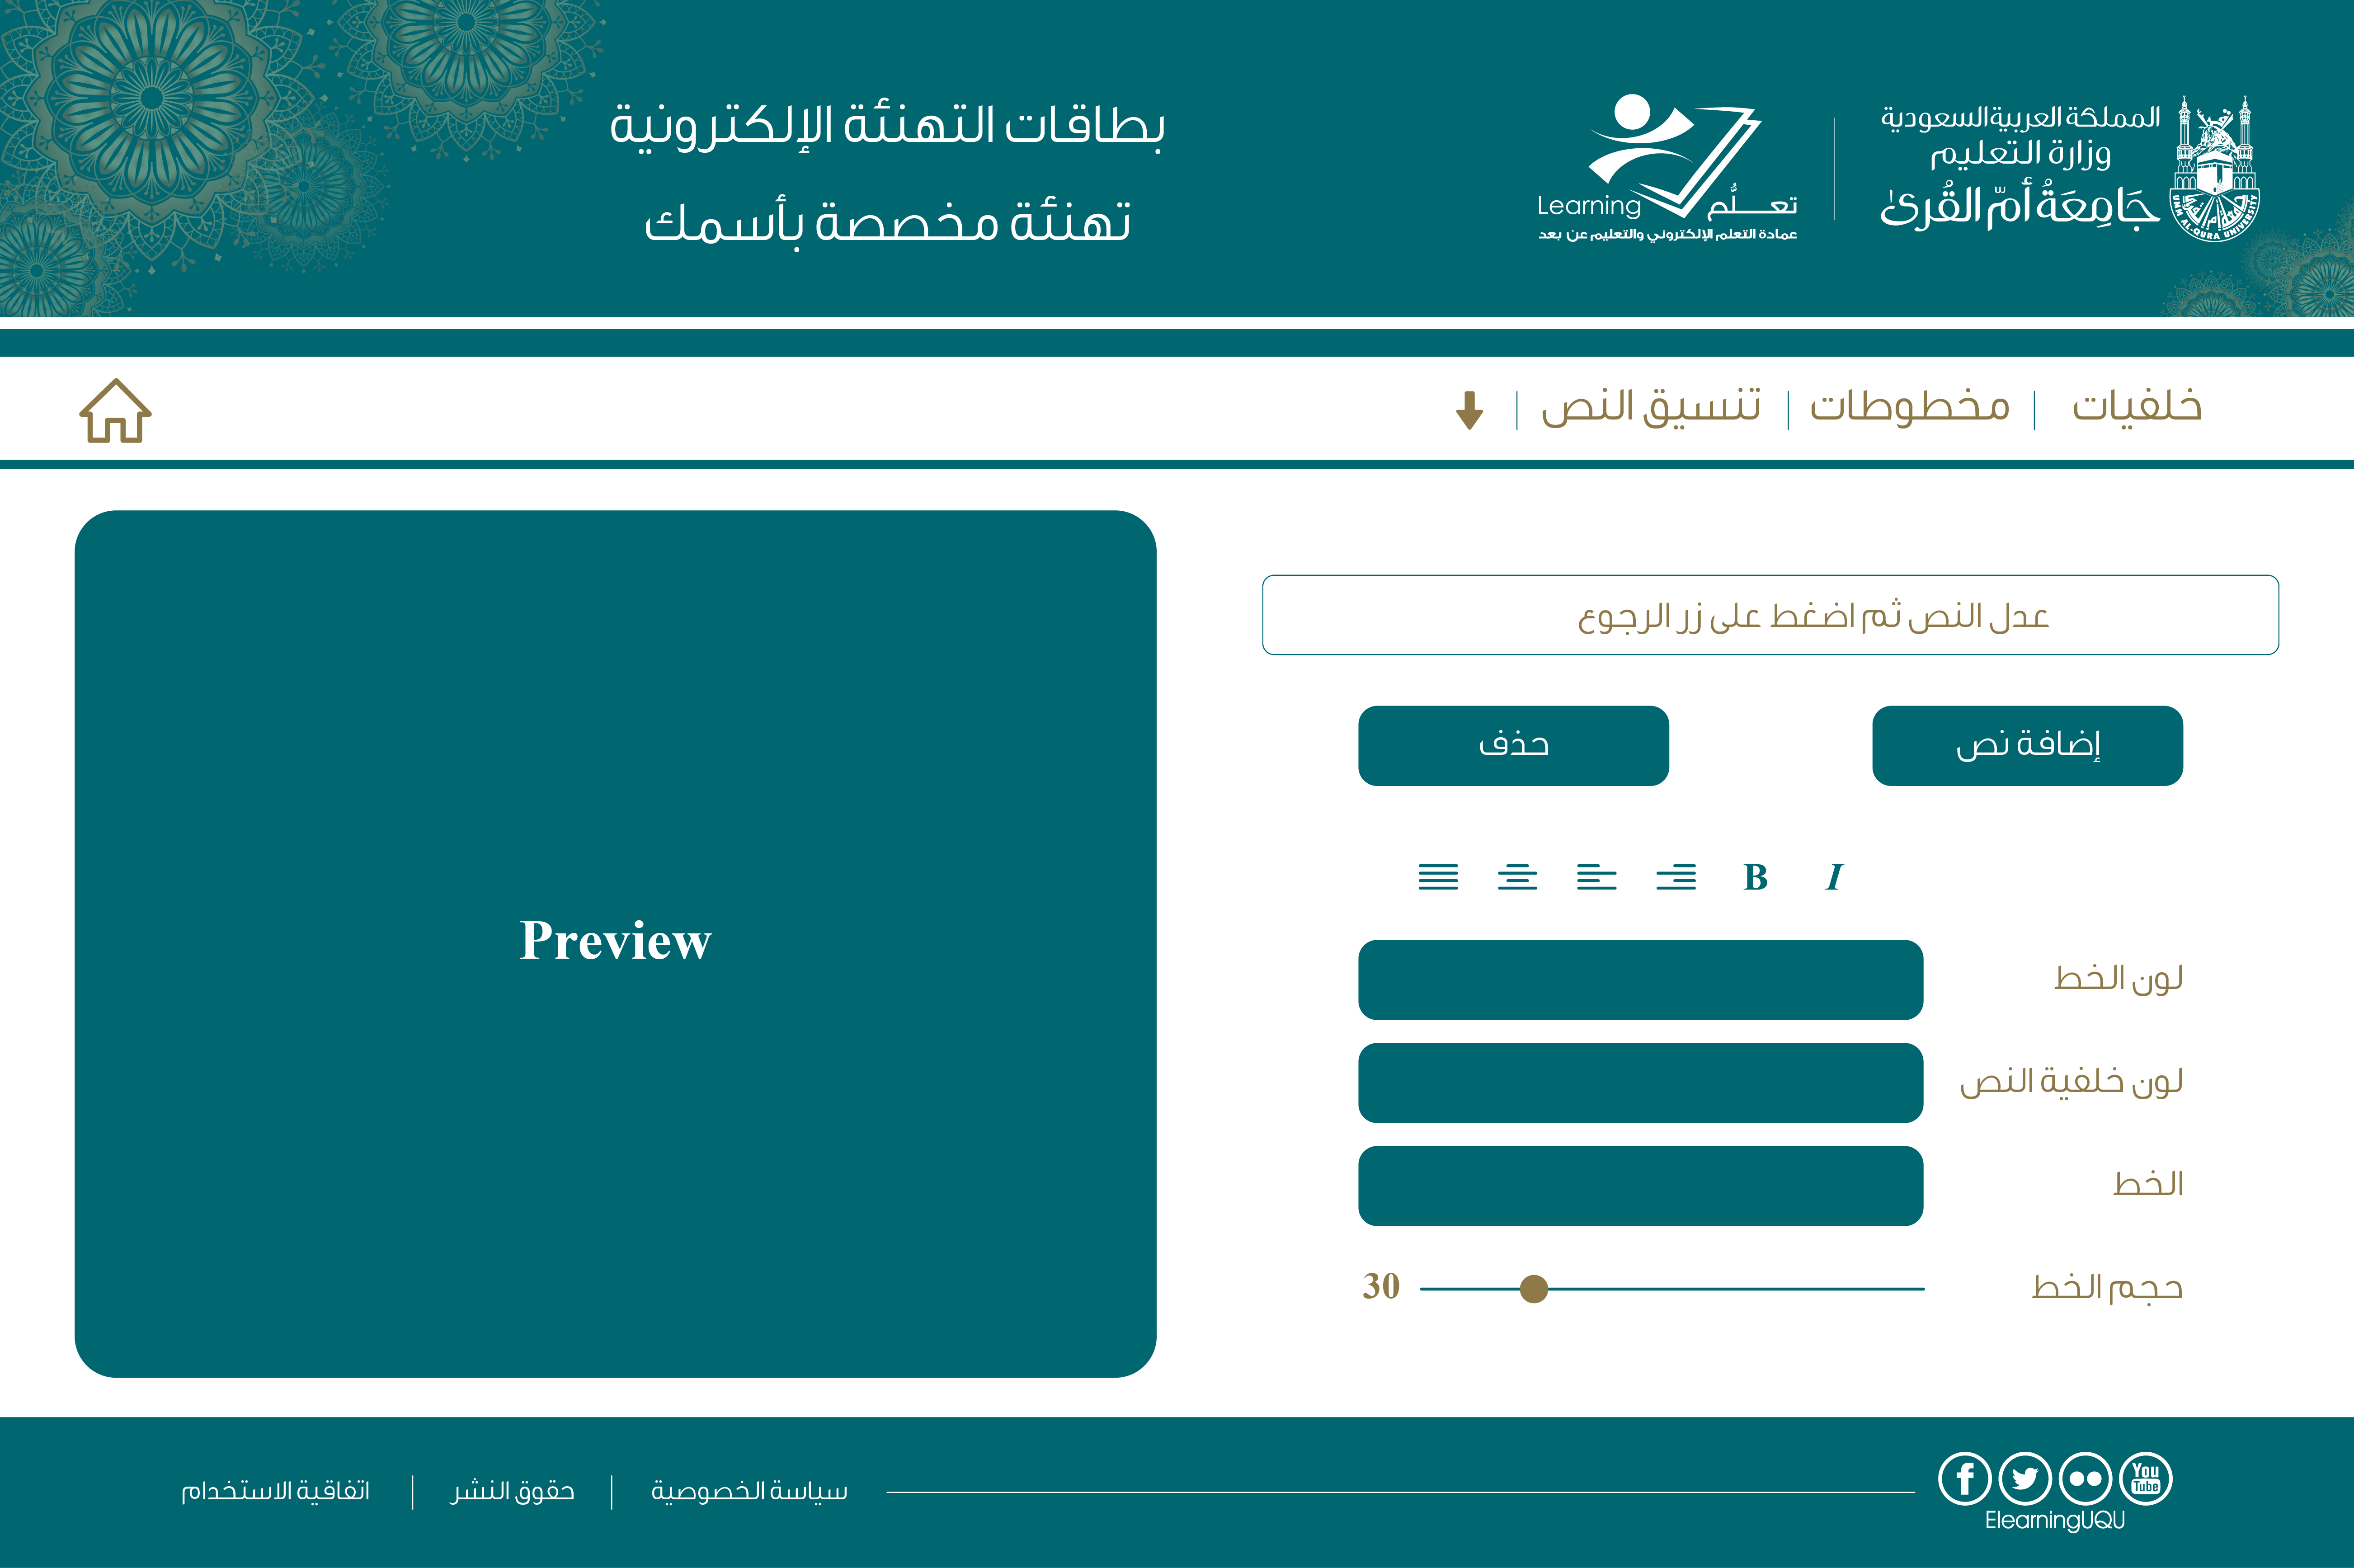 المملكة العربية السعودية
وزارة التعليم
جَامِعَةُ أُمّ القُرىٰ
UMM AL-QURA UNIVERSITY
تعـــلُّم
Learning
عمادة التعلم الإلكتروني والتعليم عن بعد
بطاقات التهنئة الإلكترونية
تهنئة مخصصة بأسمك
خلفيات
مخطوطات
تنسيق النص
عدل النص ثم اضغط على زر الرجوع
إضافة نص
حذف
B I
لون الخط
لون خلفية النص
الخط
حجم الخط
30
Preview
You Tube
ElearningUQU
سياسة الخصوصية
حقوق النشر
اتفاقية الاستخدام